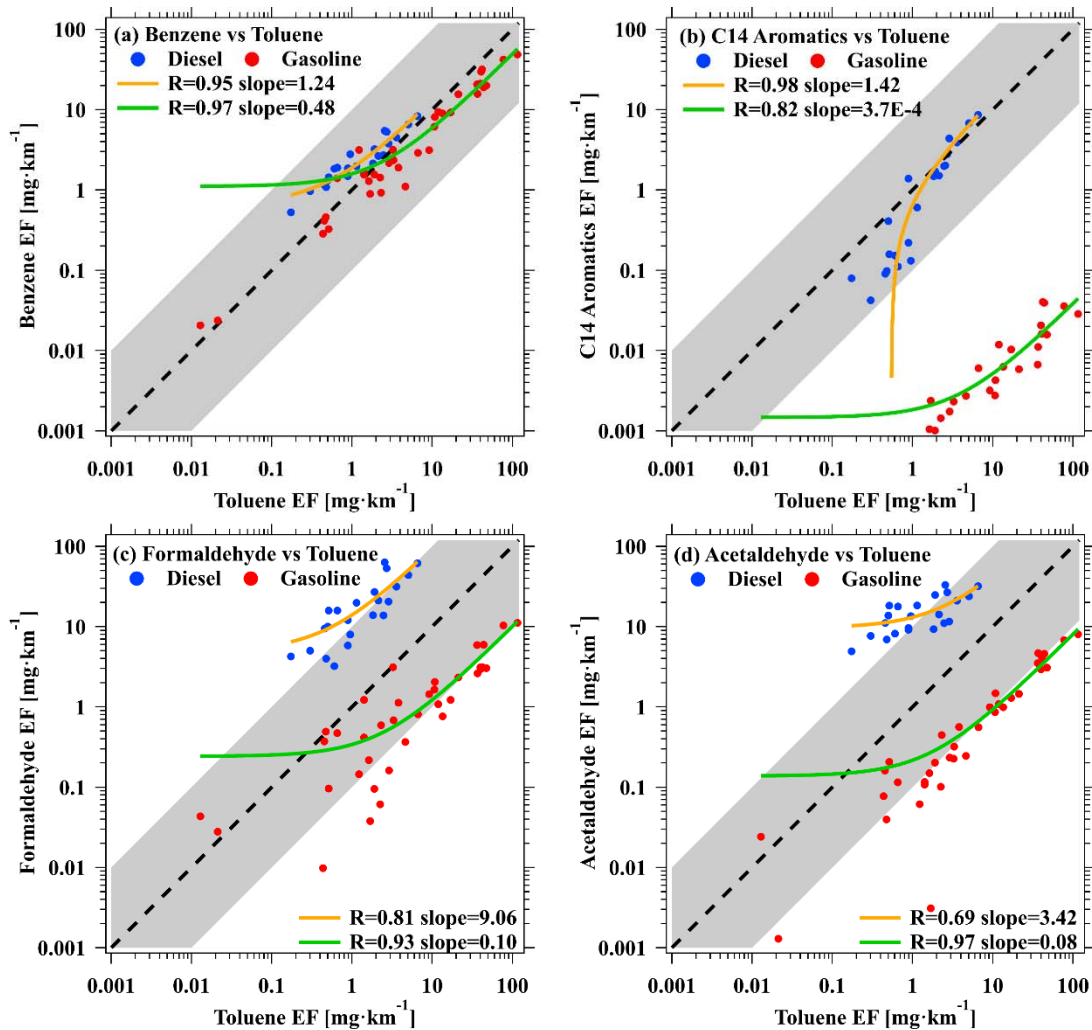 (a) Benzene vs Toluene
Diesel Gasoline
R=0.95 slope=1.24
R=0.97 slope=0.48
100
10
1
0.1
0.01
0.001
Benzene EF [mg·km⁻¹]
0.001 0.01 0.1 1 10 100
Toluene EF [mg·km⁻¹]
(b) C14 Aromatics vs Toluene
Diesel Gasoline
R=0.98 slope=1.42
R=0.82 slope=3.7E-4
100
10
1
0.1
0.01
0.001
C14 Aromatics EF [mg·km⁻¹]
0.001 0.01 0.1 1 10 100
Toluene EF [mg·km⁻¹]
(c) Formaldehyde vs Toluene
Diesel Gasoline
100
10
1
0.1
0.01
0.001
Formaldehyde EF [mg·km⁻¹]
R=0.81 slope=9.06
R=0.93 slope=0.10
0.001 0.01 0.1 1 10 100
Toluene EF [mg·km⁻¹]
(d) Acetaldehyde vs Toluene
Diesel Gasoline
100
10
1
0.1
0.01
0.001
Acetaldehyde EF [mg·km⁻¹]
R=0.69 slope=3.42
R=0.97 slope=0.08
0.001 0.01 0.1 1 10 100
Toluene EF [mg·km⁻¹]